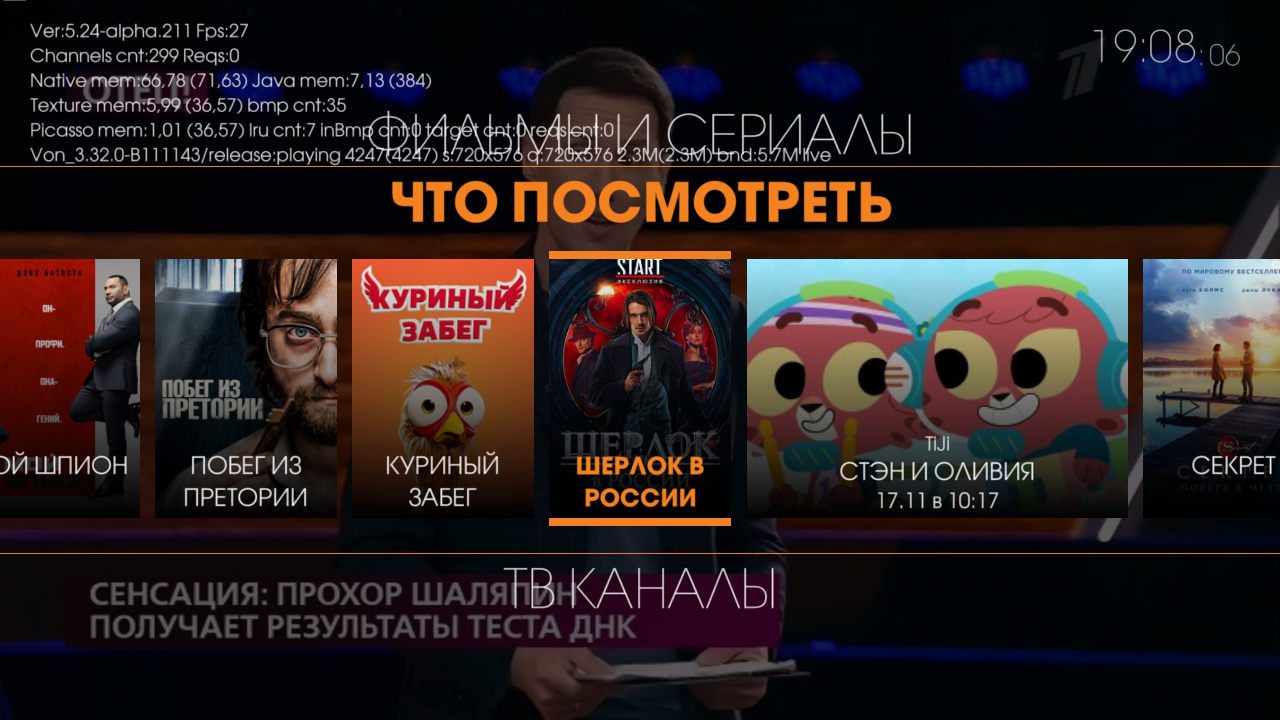 Ver:5.24-alpha.211 Fps:27
Channels cnt:299 Reqs:0
Native mem:66,78 (71,63) Java mem:7,13 (384)
Texture mem:5,99 (36,57) bmp cnt:35
Picasso mem:1,01 (36,57) lru cnt:7 inBmp cnt:0 target cnt:0 reqs cnt:0
Von_3.32.0-B111143/release:playing 4247(4247) s:720x576 q:720x576 2.3M(2.3M) bnd:5.7M live
19:08:06
ФИЛЬМЫ И СЕРИАЛЫ
ЧТО ПОСМОТРЕТЬ
ДЭЙВ БАТИСТА
ОН-
ПРОФИ.
ОНА-
ГЕНИЙ.
ОЙ ШПИОН
ПОБЕГ ИЗ
ПРЕТОРИИ
ПОБЕГ ИЗ
ПРЕТОРИИ
КУРИНЫЙ
ЗАБЕГ
КУРИНЫЙ
ЗАБЕГ
START
ЭКСКЛЮЗИВ
ШЕРЛОК
в РОССИИ
ШЕРЛОК В
РОССИИ
TiJi
СТЭН И ОЛИВИЯ
17.11 в 10:17
ПО МИРОВОМУ БЕСТСЕЛЛЕР
КЕЙТИ ХОЛМС ДЖОШ ЛУКА
СЕКРЕТ
ТВ КАНАЛЫ
СЕНСАЦИЯ: ПРОХОР ШАЛЯПИН
ПОЛУЧАЕТ РЕЗУЛЬТАТЫ ТЕСТА ДНК